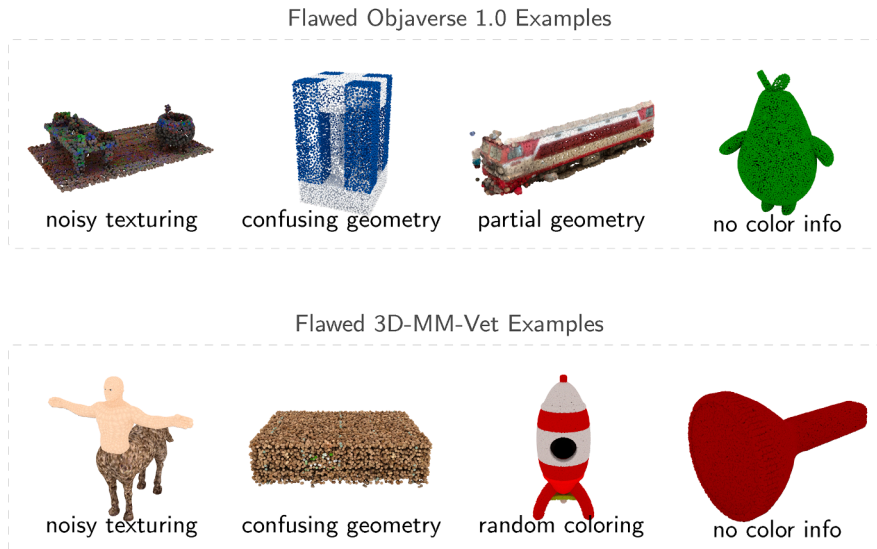 Flawed Objaverse 1.0 Examples
noisy texturing
confusing geometry
partial geometry
no color info
Flawed 3D-MM-Vet Examples
noisy texturing
confusing geometry
random coloring
no color info